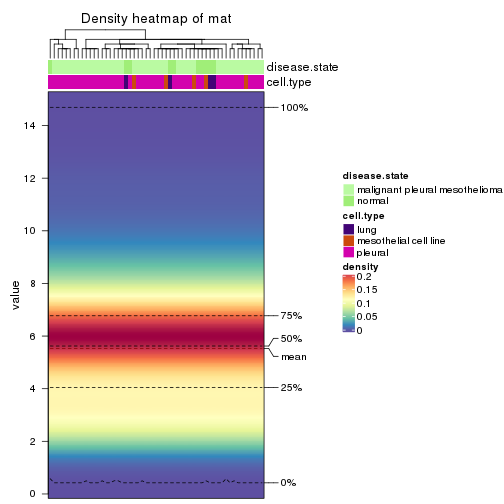 Density heatmap of mat
disease.state
cell.type
100%
14
12
10
8
6
4
2
0
value
75%
50%
mean
25%
0%
disease.state
malignant pleural mesothelioma
normal
cell.type
lung
mesothelial cell line
pleural
density
0.2
0.15
0.1
0.05
0